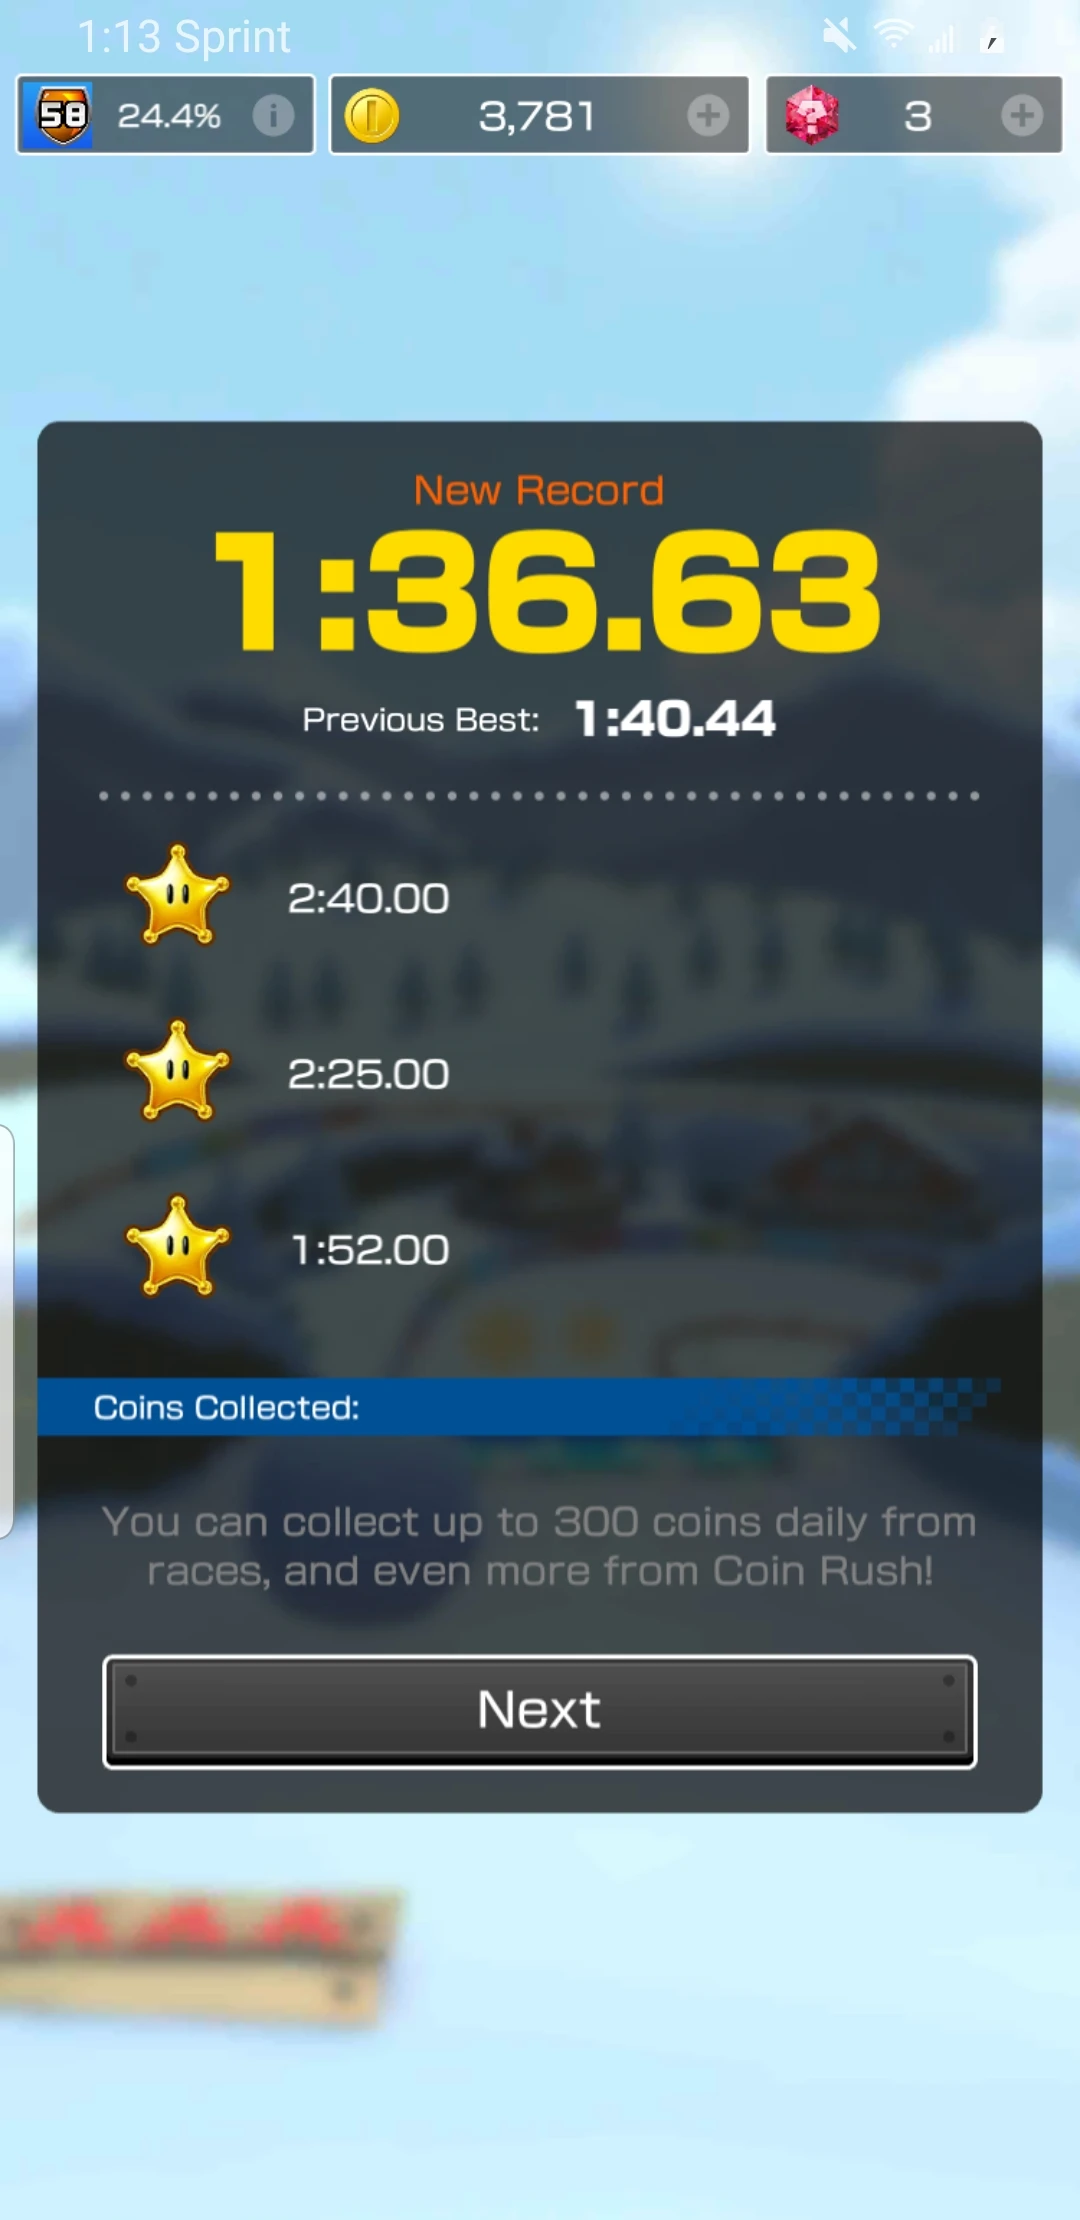 1:13 Sprint
58 24.4% i 3,781 + ? 3 +
New Record
1:36.63
Previous Best: 1:40.44
2:40.00
2:25.00
1:52.00
Coins Collected:
You can collect up to 300 coins daily from
races, and even more from Coin Rush!
Next